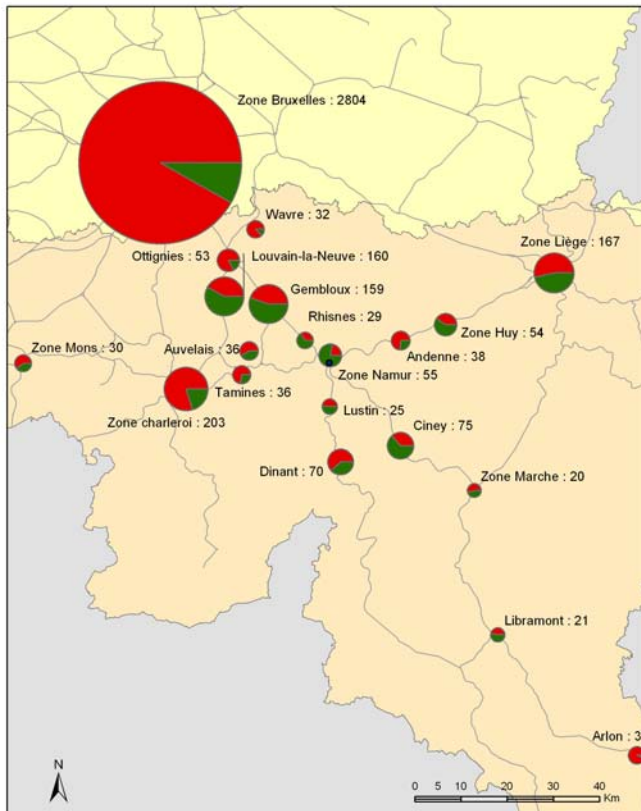 Zone Bruxelles : 2804
Wavre : 32
Zone Liège : 167
Ottignies : 53
Louvain-la-Neuve : 160
Gembloux : 159
Rhisnes : 29
Zone Huy : 54
Zone Mons : 30
Auvelais : 36
Andenne : 38
Tamines : 36
Zone Namur : 55
Zone charleroi : 203
Lustin : 25
Ciney : 75
Dinant : 70
Zone Marche : 20
Libramont : 21
Arlon : 3
N
0 5 10 20 30 40
Km